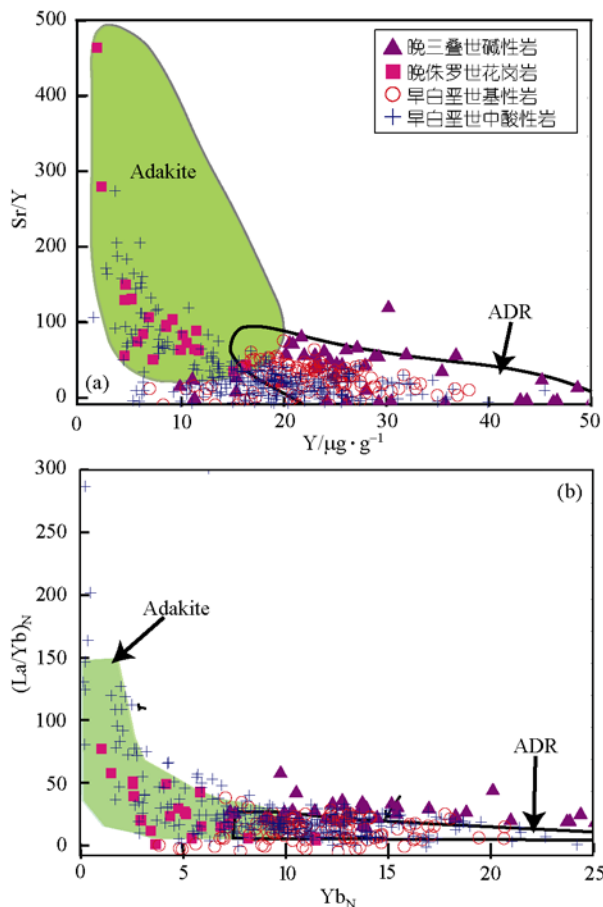 500
400
300
200
100
0
Sr/Y
Adakite
▲ 晚三叠世碱性岩
■ 晚侏罗世花岗岩
○ 早白垩世基性岩
+ 早白垩世中酸性岩
ADR
(a)
0 10 20 30 40 50
Y/μg·g⁻¹
300
250
200
150
100
50
0
(La/Yb)N
(b)
Adakite
ADR
0 5 10 15 20 25
YbN